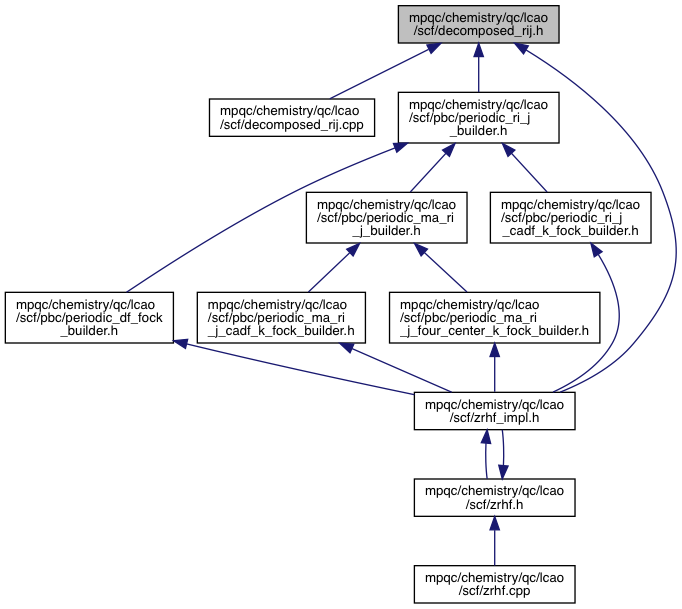 mpqc/chemistry/qc/lcao
/scf/decomposed_rij.h
mpqc/chemistry/qc/lcao
/scf/decomposed_rij.cpp
mpqc/chemistry/qc/lcao
/scf/pbc/periodic_ri_j
_builder.h
mpqc/chemistry/qc/lcao
/scf/pbc/periodic_ma_ri
_j_builder.h
mpqc/chemistry/qc/lcao
/scf/pbc/periodic_ri_j
_cadf_k_fock_builder.h
mpqc/chemistry/qc/lcao
/scf/pbc/periodic_df_fock
_builder.h
mpqc/chemistry/qc/lcao
/scf/pbc/periodic_ma_ri
_j_cadf_k_fock_builder.h
mpqc/chemistry/qc/lcao
/scf/pbc/periodic_ma_ri
_j_four_center_k_fock_builder.h
mpqc/chemistry/qc/lcao
/scf/zrhf_impl.h
mpqc/chemistry/qc/lcao
/scf/zrhf.h
mpqc/chemistry/qc/lcao
/scf/zrhf.cpp